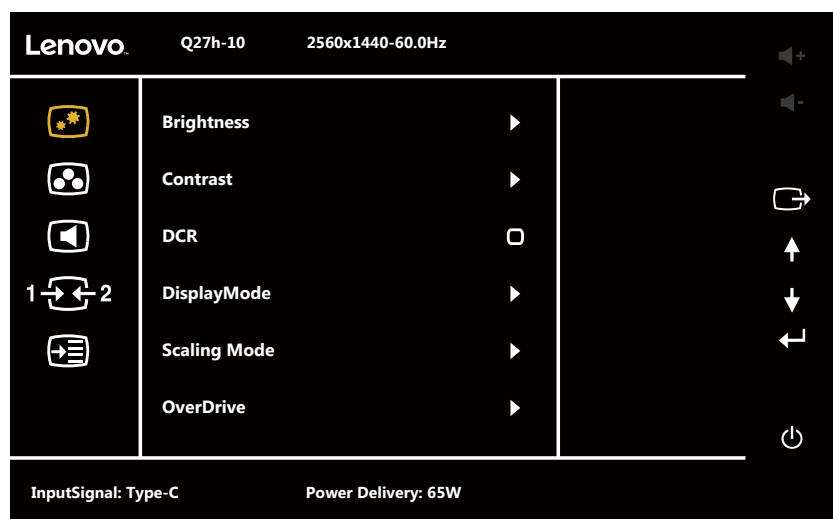 Lenovo. Q27h-10 2560x1440-60.0Hz
Brightness
Contrast
DCR
1 2 DisplayMode
Scaling Mode
OverDrive
InputSignal: Type-C Power Delivery: 65W